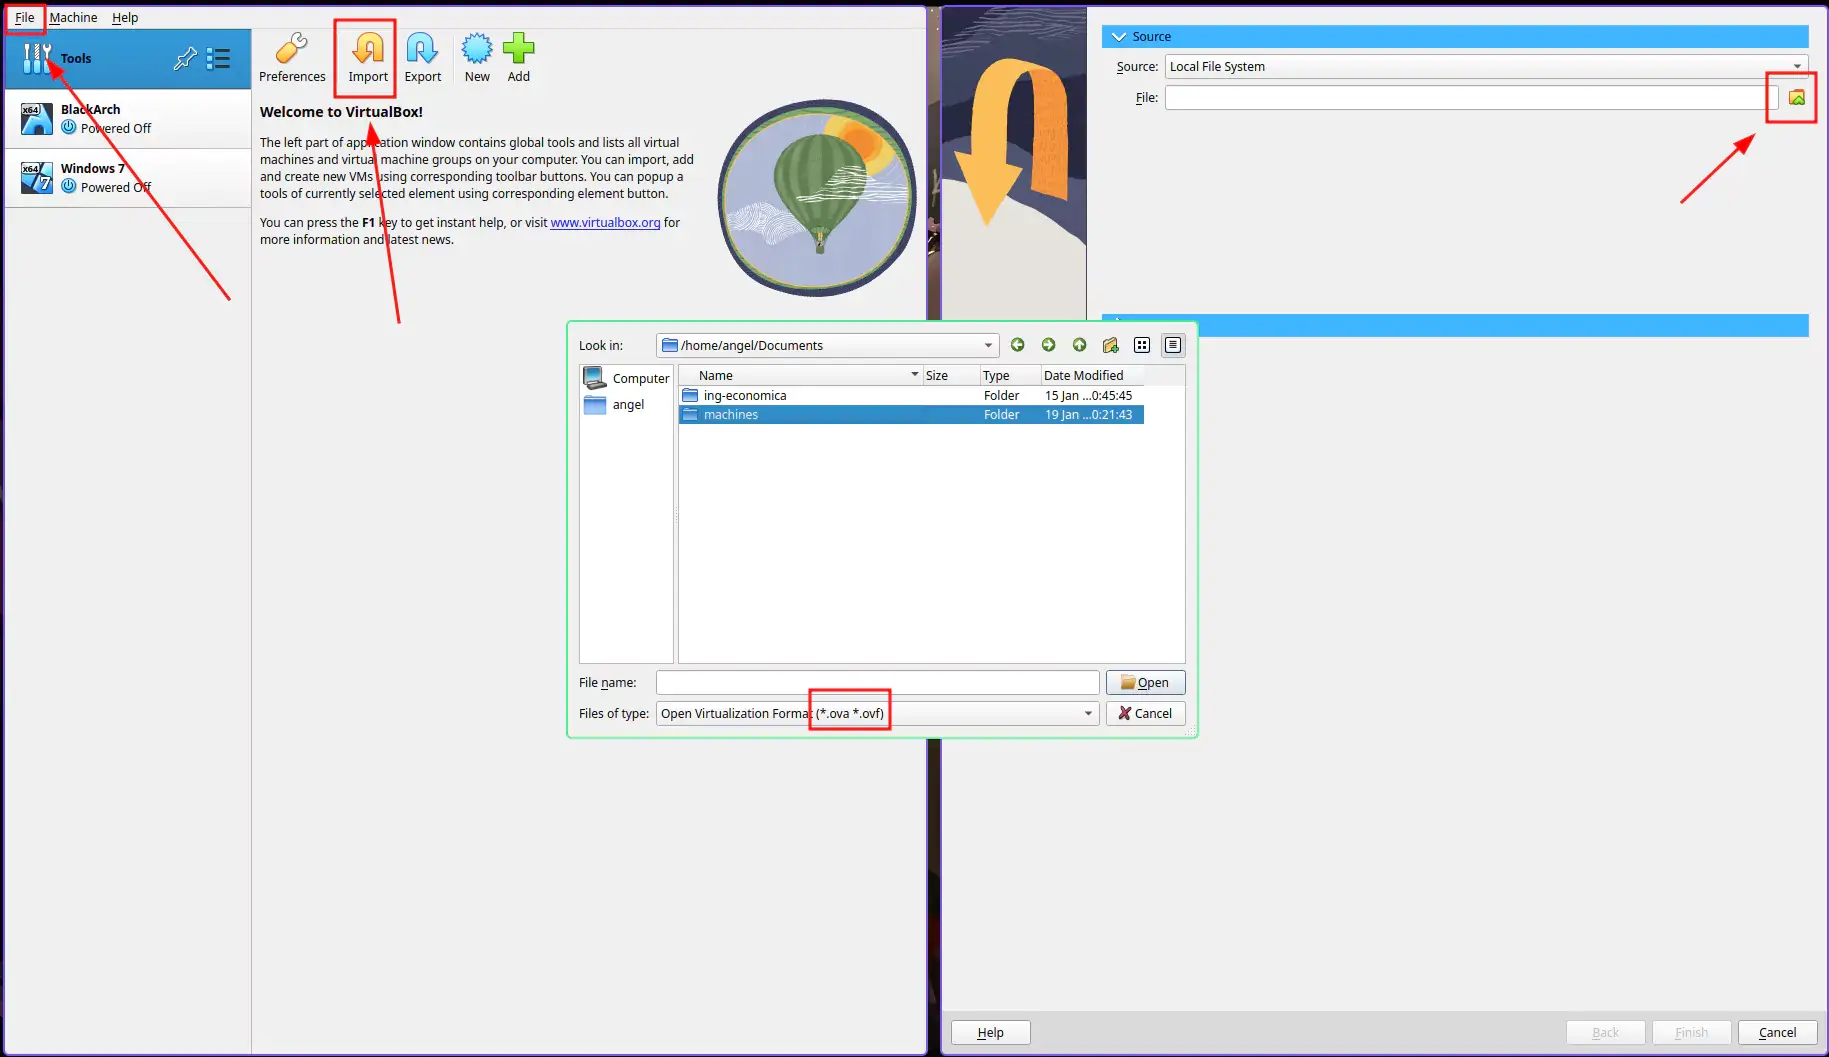 File Machine Help
Tools
x64
BlackArch
Powered Off
x64
7
Windows 7
Powered Off
Preferences Import Export New Add
Welcome to VirtualBox!
The left part of application window contains global tools and lists all virtual
machines and virtual machine groups on your computer. You can import, add
and create new VMs using corresponding toolbar buttons. You can popup a
tools of currently selected element using corresponding element button.
You can press the F1 key to get instant help, or visit www.virtualbox.org for
more information and latest news.
Source
Source: Local File System
File:
Look in: /home/angel/Documents
Computer
angel
Name Size Type Date Modified
ing-economica Folder 15 Jan ...0:45:45
machines Folder 19 Jan ...0:21:43
File name: Open
Files of type: Open Virtualization Format (*.ova *.ovf) Cancel
Help Back Finish Cancel